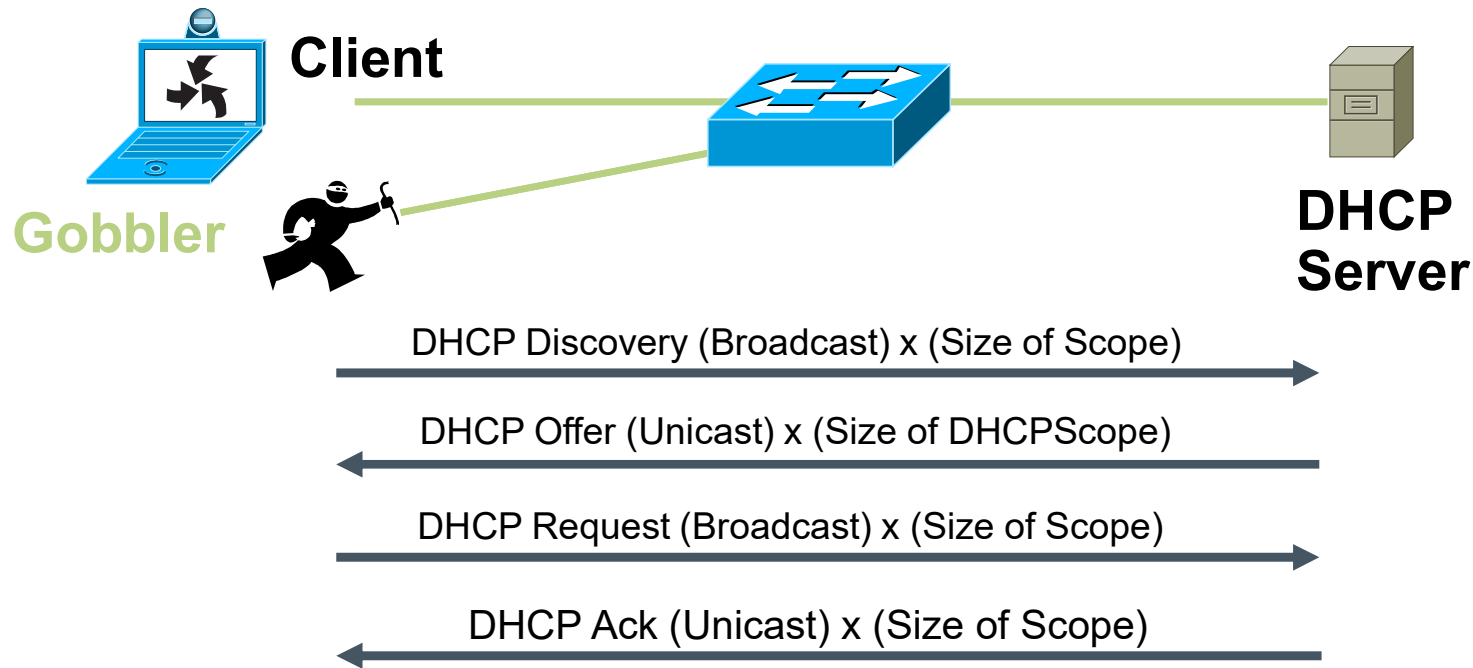 Client
Gobbler
DHCP
Server
DHCP Discovery (Broadcast) x (Size of Scope)
DHCP Offer (Unicast) x (Size of DHCPScope)
DHCP Request (Broadcast) x (Size of Scope)
DHCP Ack (Unicast) x (Size of Scope)